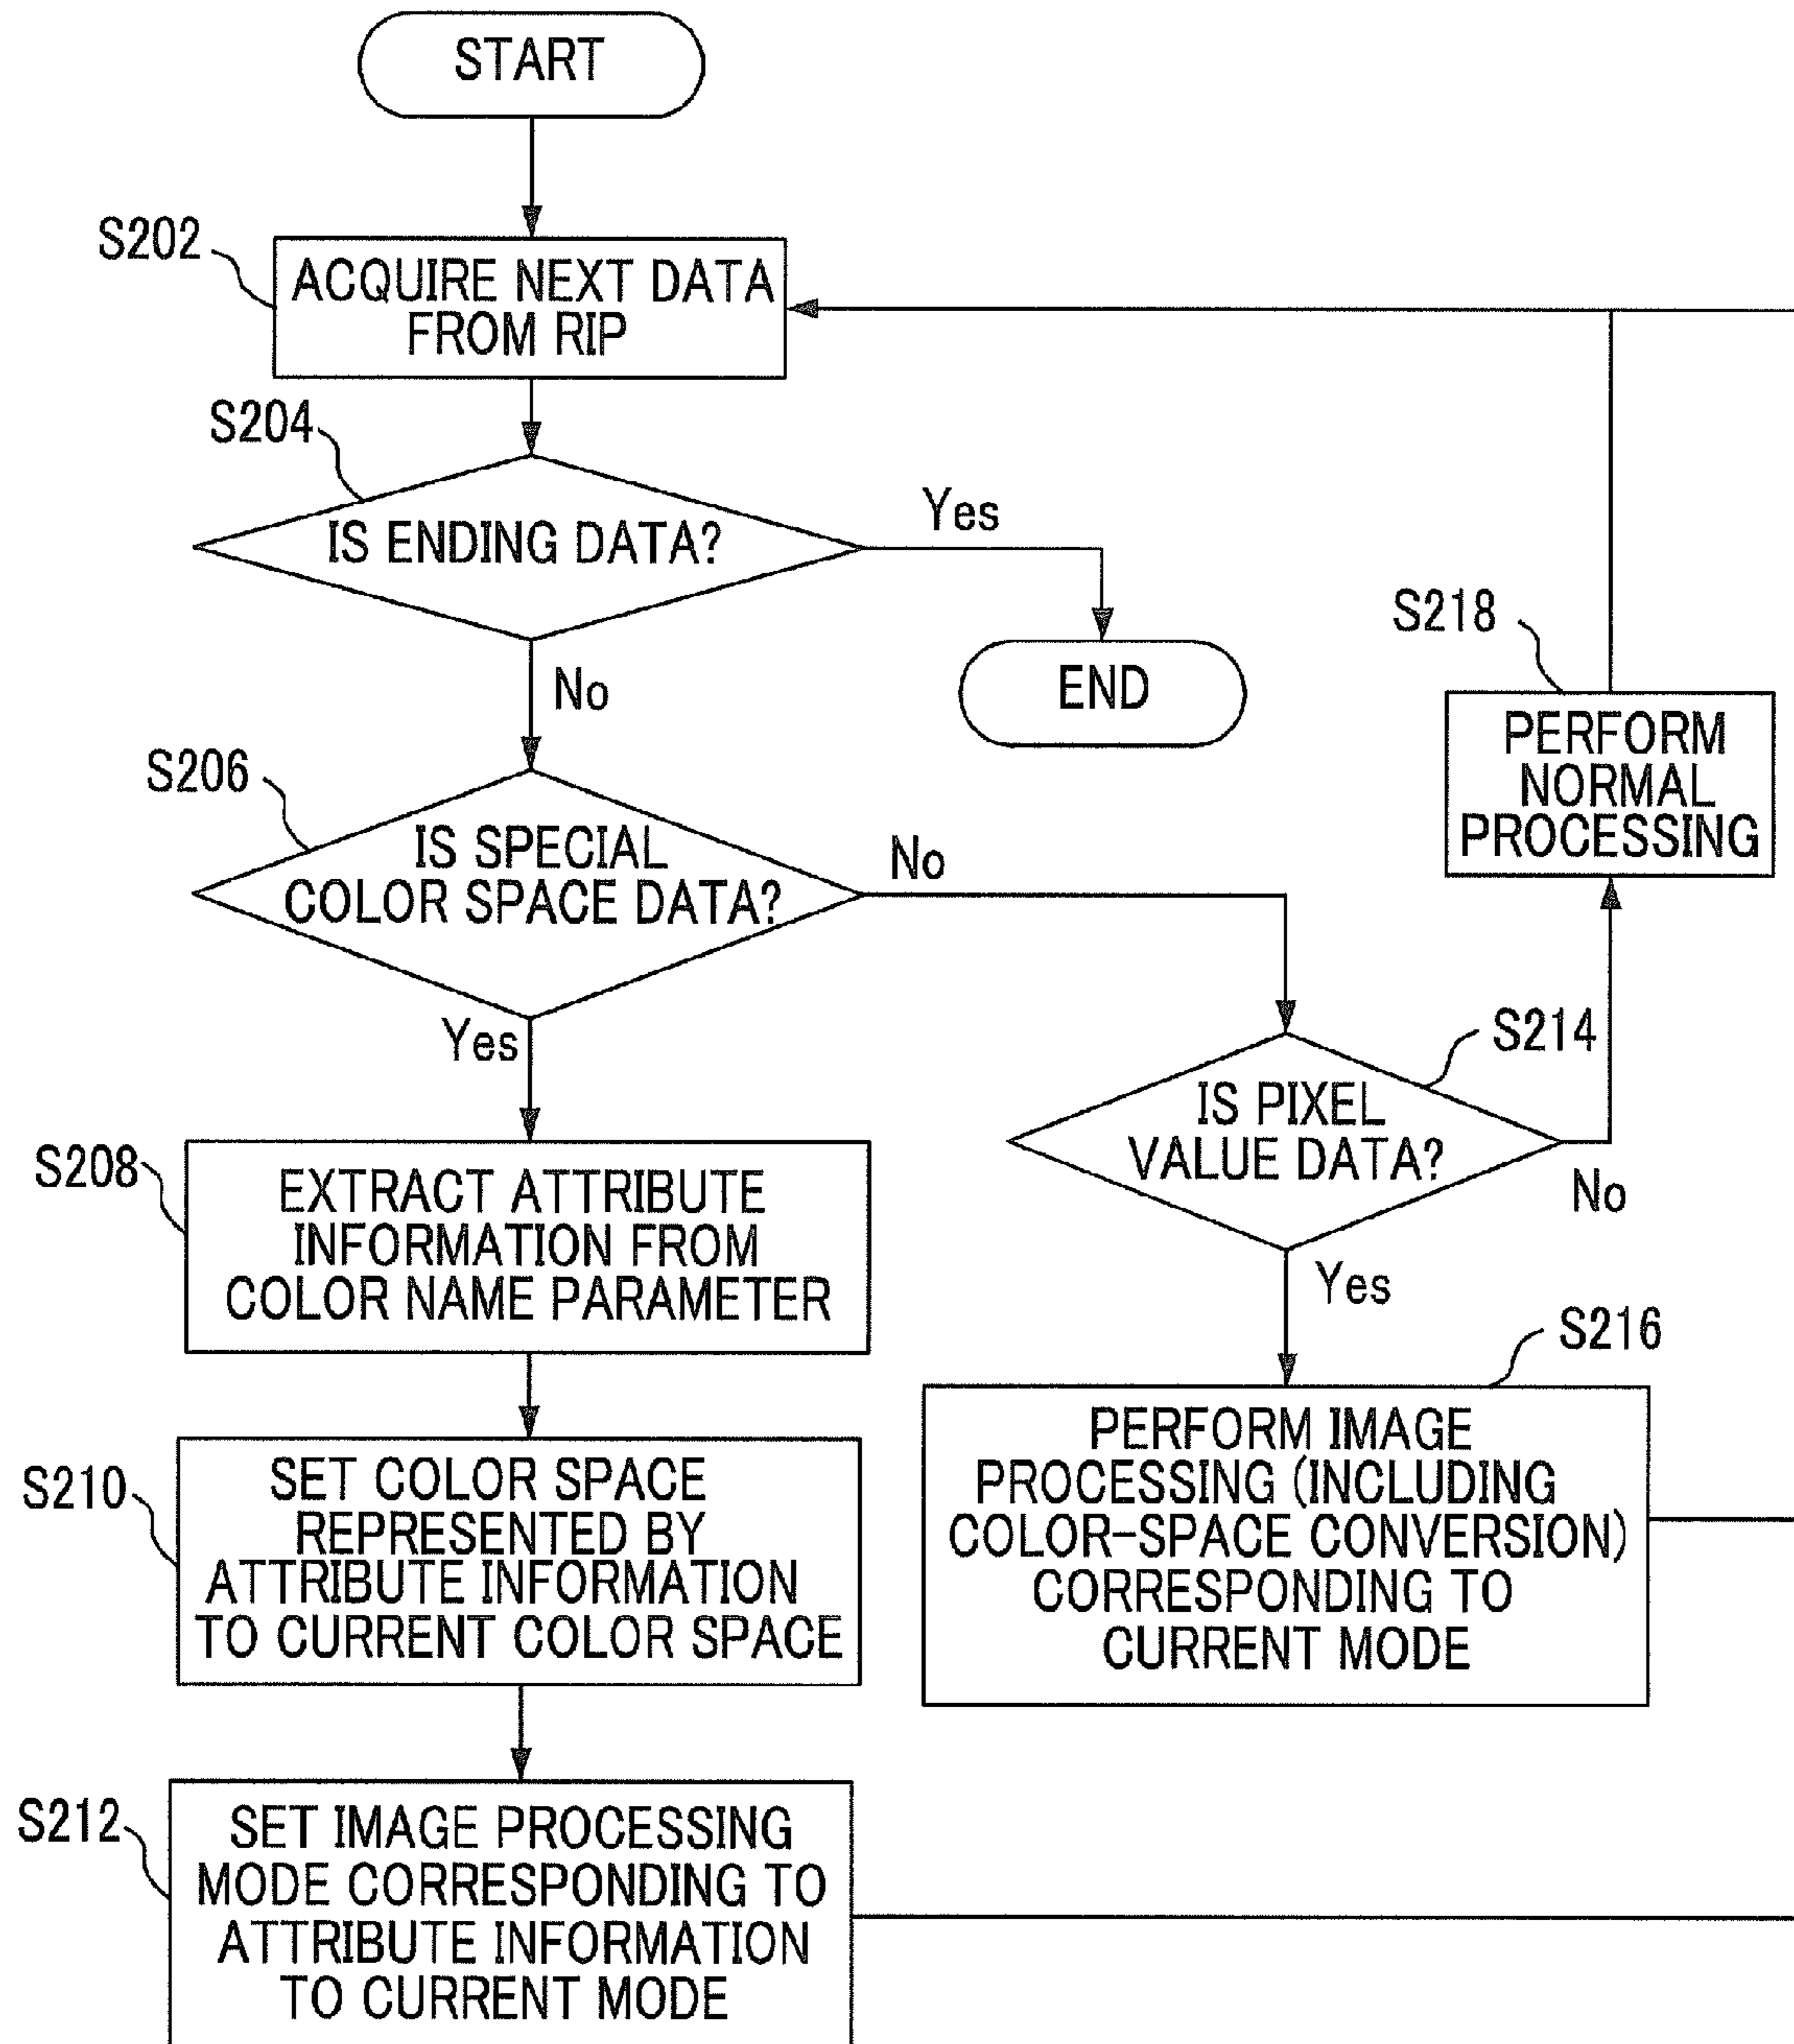 START
S202
ACQUIRE NEXT DATA
FROM RIP
S204
IS ENDING DATA?
Yes
No
END
S206
IS SPECIAL
COLOR SPACE DATA?
No
Yes
S218
PERFORM
NORMAL
PROCESSING
S214
IS PIXEL
VALUE DATA?
No
Yes
S208
EXTRACT ATTRIBUTE
INFORMATION FROM
COLOR NAME PARAMETER
S216
PERFORM IMAGE
PROCESSING (INCLUDING
COLOR-SPACE CONVERSION)
CORRESPONDING TO
CURRENT MODE
S210
SET COLOR SPACE
REPRESENTED BY
ATTRIBUTE INFORMATION
TO CURRENT COLOR SPACE
S212
SET IMAGE PROCESSING
MODE CORRESPONDING TO
ATTRIBUTE INFORMATION
TO CURRENT MODE